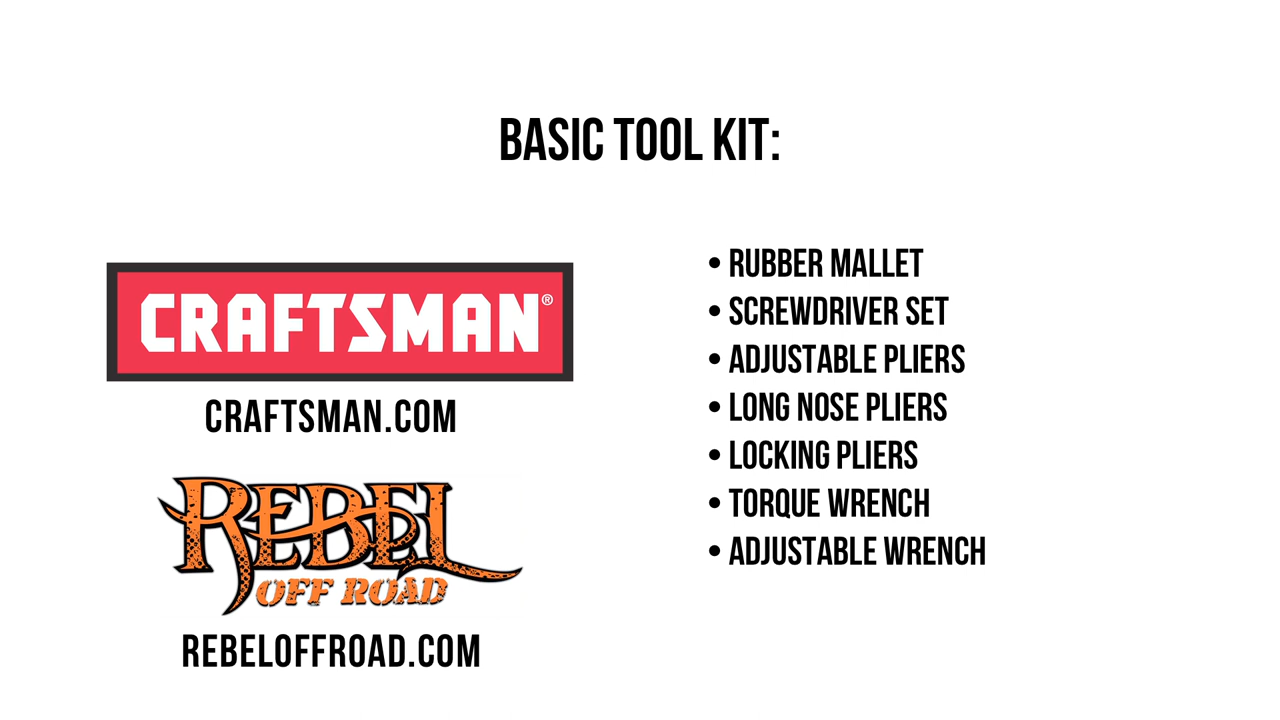 BASIC TOOL KIT:
CRAFTSMAN®
CRAFTSMAN.COM
REBEL
OFF ROAD
REBELOFFROAD.COM
• RUBBER MALLET
• SCREWDRIVER SET
• ADJUSTABLE PLIERS
• LONG NOSE PLIERS
• LOCKING PLIERS
• TORQUE WRENCH
• ADJUSTABLE WRENCH